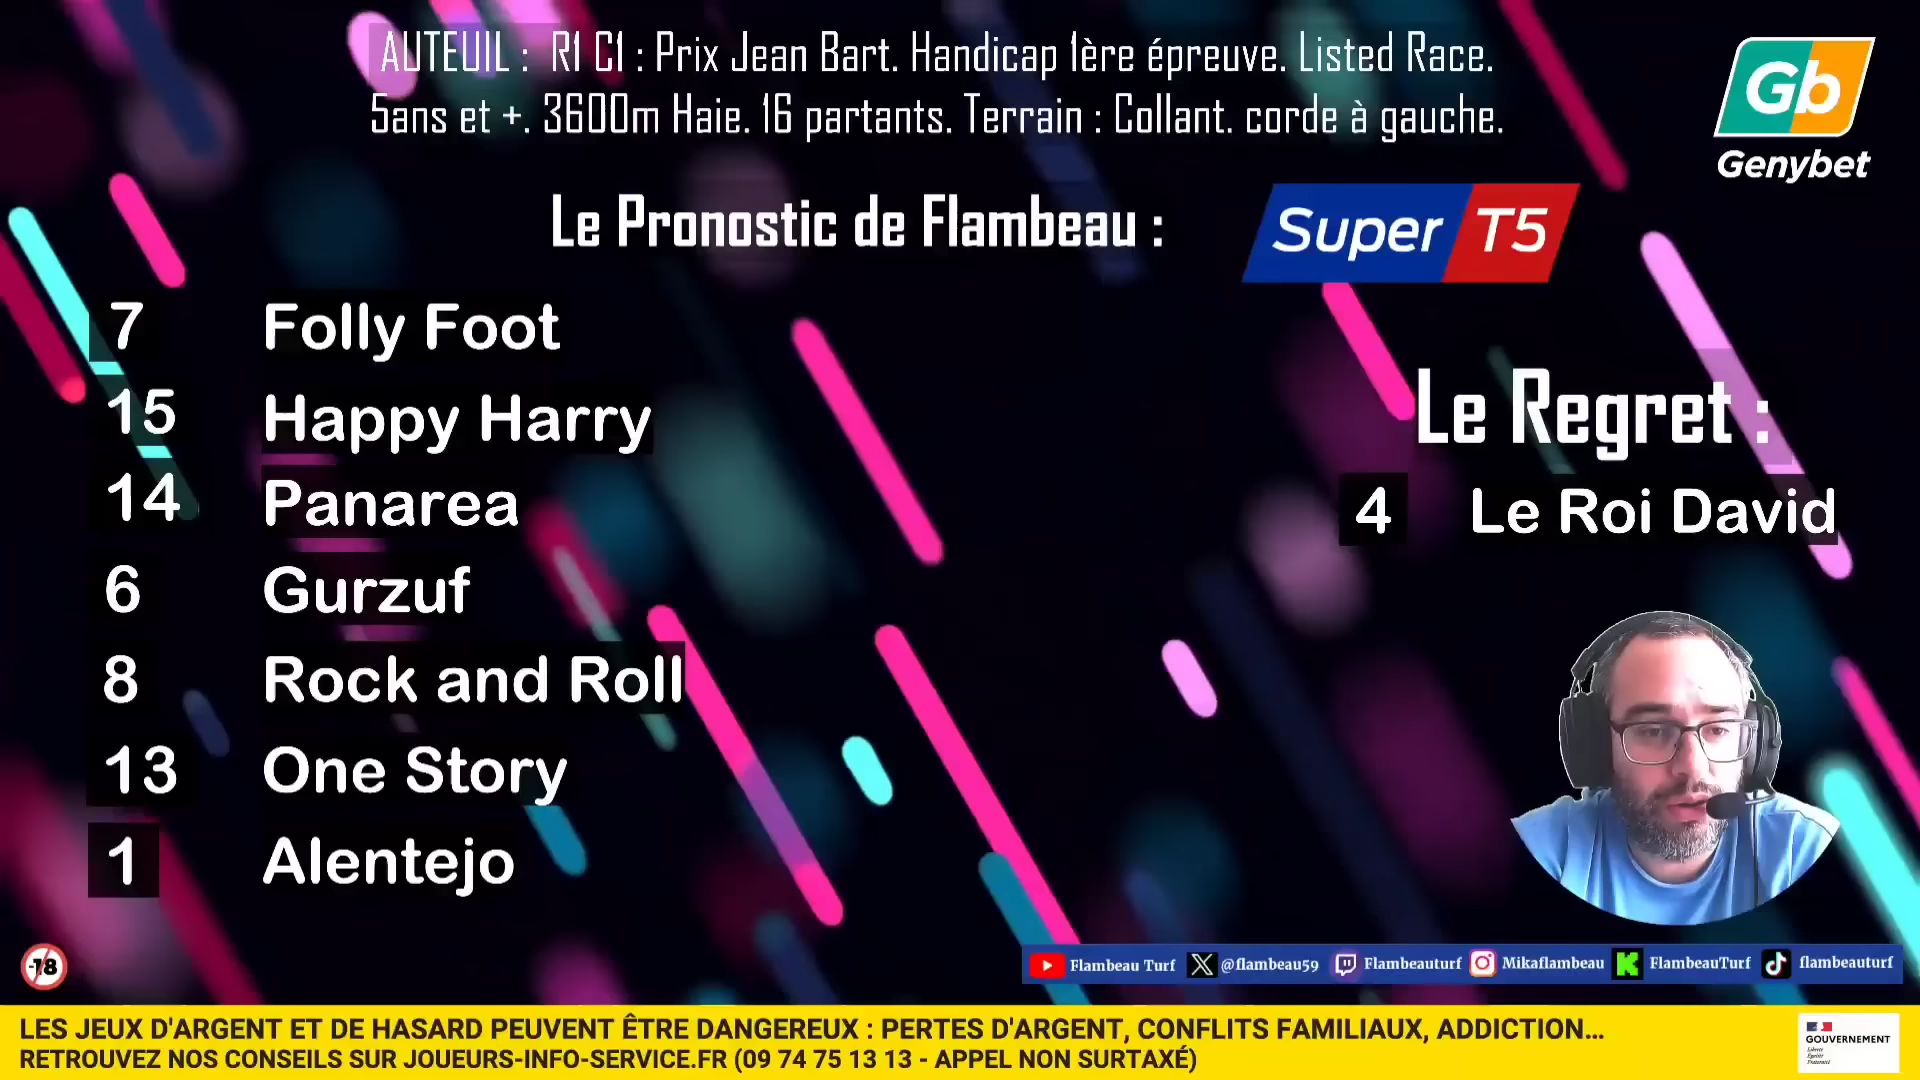 AUTEUIL : R1 C1 : Prix Jean Bart. Handicap 1ère épreuve. Listed Race.
5ans et +. 3600m Haie. 16 partants. Terrain : Collant. corde à gauche.
Gb
Genybet
Le Pronostic de Flambeau :
Super T5
7 Folly Foot
15 Happy Harry
14 Panarea
6 Gurzuf
8 Rock and Roll
13 One Story
1 Alentejo
Le Regret :
4 Le Roi David
-18
Flambeau Turf @flambeau59 Flambeauturf Mikaflambeau FlambeauTurf flambeauturf
LES JEUX D'ARGENT ET DE HASARD PEUVENT ÊTRE DANGEREUX : PERTES D'ARGENT, CONFLITS FAMILIAUX, ADDICTION...
RETROUVEZ NOS CONSEILS SUR JOUEURS-INFO-SERVICE.FR (09 74 75 13 13 - APPEL NON SURTAXÉ)
GOUVERNEMENT
Liberté
Égalité
Fraternité